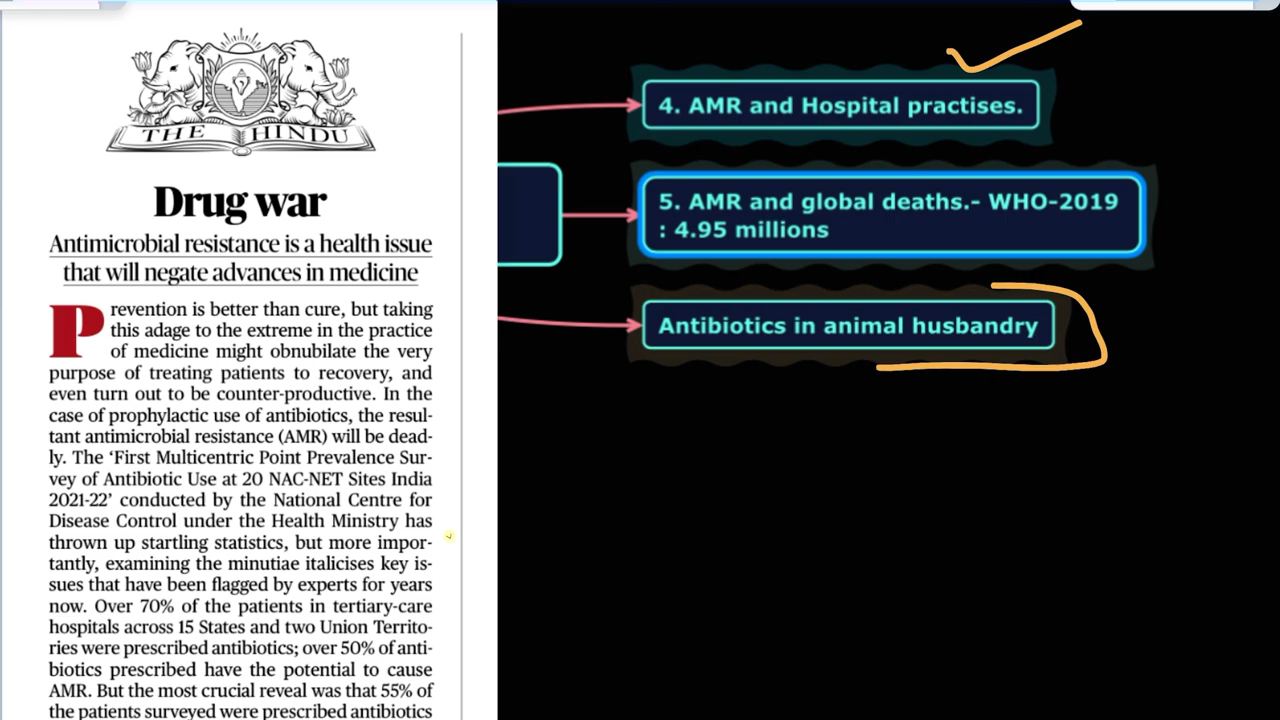 THE HINDU
Drug war
Antimicrobial resistance is a health issue
that will negate advances in medicine
Prevention is better than cure, but taking
this adage to the extreme in the practice
of medicine might obnubilate the very
purpose of treating patients to recovery, and
even turn out to be counter-productive. In the
case of prophylactic use of antibiotics, the resul-
tant antimicrobial resistance (AMR) will be dead-
ly. The ‘First Multicentric Point Prevalence Sur-
vey of Antibiotic Use at 20 NAC-NET Sites India
2021-22’ conducted by the National Centre for
Disease Control under the Health Ministry has
thrown up startling statistics, but more impor-
tantly, examining the minutiae italicises key is-
sues that have been flagged by experts for years
now. Over 70% of the patients in tertiary-care
hospitals across 15 States and two Union Territo-
ries were prescribed antibiotics; over 50% of anti-
biotics prescribed have the potential to cause
AMR. But the most crucial reveal was that 55% of
the patients surveyed were prescribed antibiotics
4. AMR and Hospital practises.
5. AMR and global deaths.- WHO-2019
: 4.95 millions
Antibiotics in animal husbandry